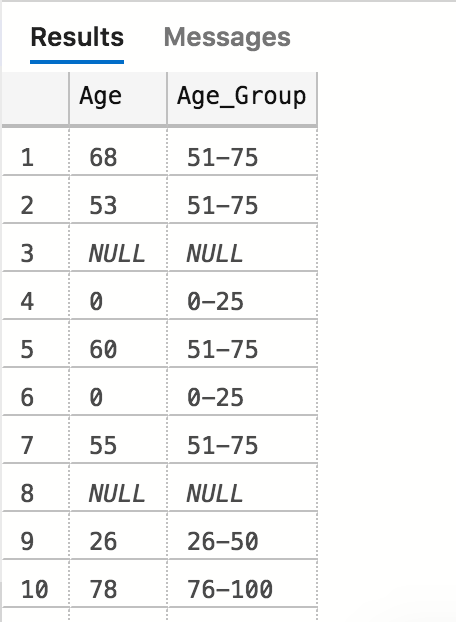 Results Messages
Age Age_Group
1 68 51-75
2 53 51-75
3 NULL NULL
4 0 0-25
5 60 51-75
6 0 0-25
7 55 51-75
8 NULL NULL
9 26 26-50
10 78 76-100